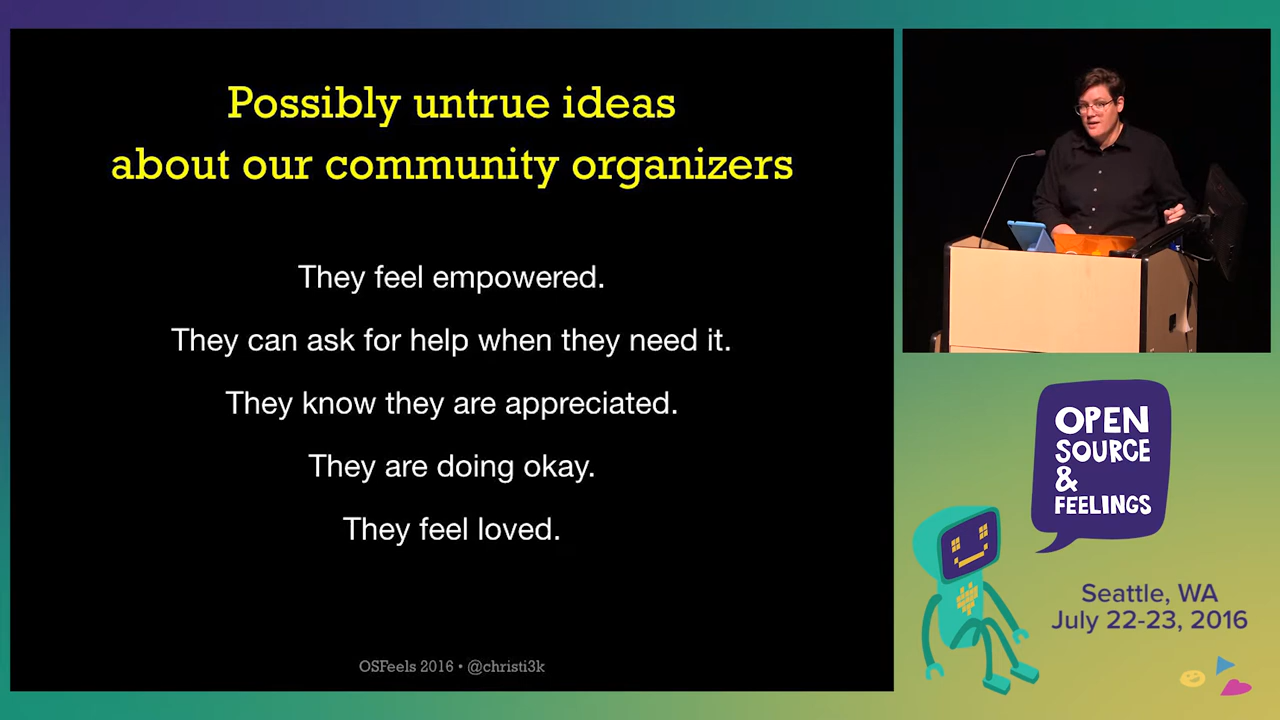 Possibly untrue ideas
about our community organizers
They feel empowered.
They can ask for help when they need it.
They know they are appreciated.
They are doing okay.
They feel loved.
OSFeels 2016 • @christi3k
OPEN
SOURCE
&
FEELINGS
Seattle, WA
July 22-23, 2016